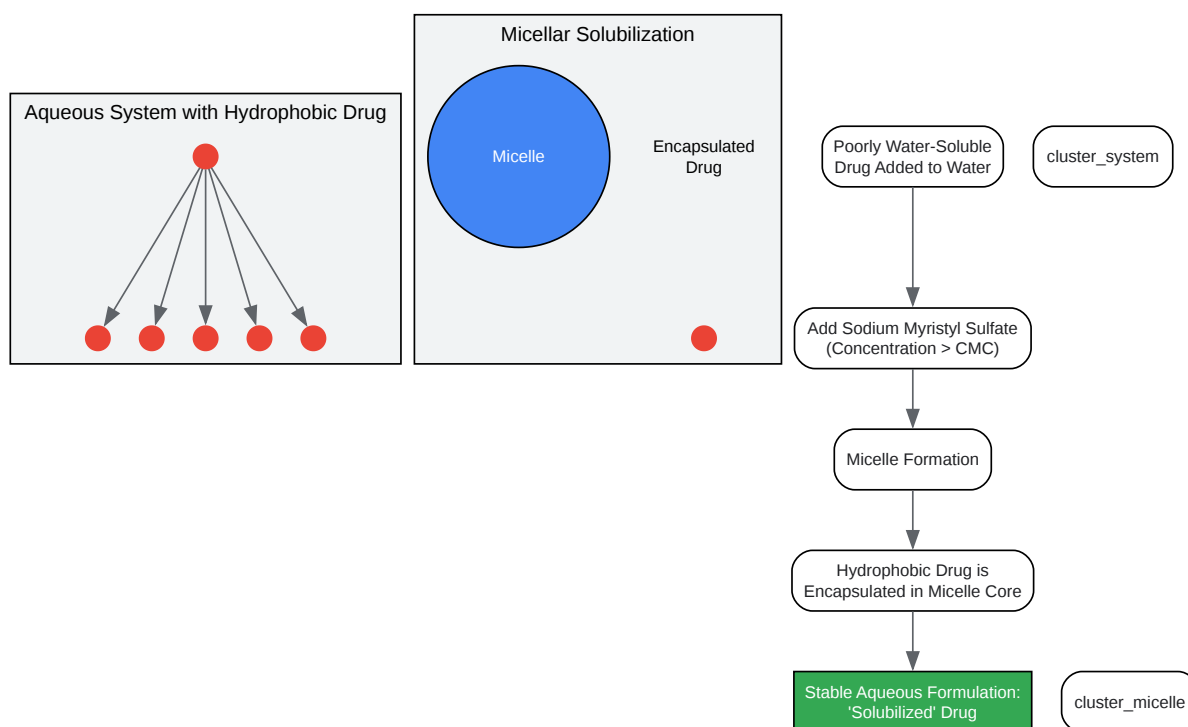 Aqueous System with Hydrophobic Drug
Micellar Solubilization
Micelle
Encapsulated
Drug
Poorly Water-Soluble
Drug Added to Water
cluster_system
Add Sodium Myristyl Sulfate
(Concentration > CMC)
Micelle Formation
Hydrophobic Drug is
Encapsulated in Micelle Core
Stable Aqueous Formulation:
'Solubilized' Drug
cluster_micelle